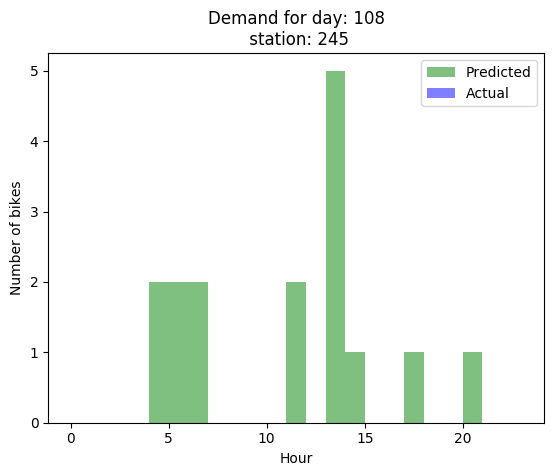 Demand for day: 108
station: 245
Predicted
Actual
Number of bikes
5
4
3
2
1
0
0
5
10
15
20
Hour